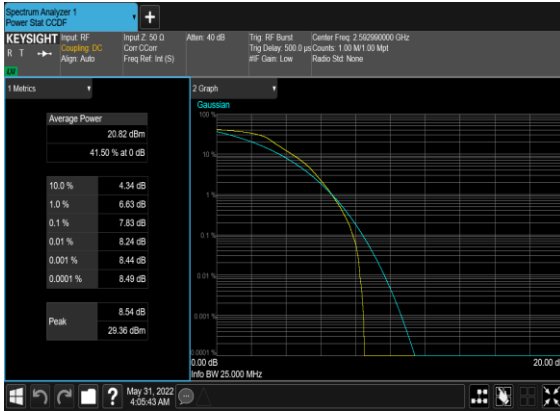 Spectrum Analyzer 1
Power Stat CCDF
+
KEYSIGHT
R T
LV
Input: RF
Coupling: DC
Align: Auto
Input Z: 50 Ω
Corr CCorr
Freq Ref: Int (S)
Atten: 40 dB
Trig: RF Burst
Trig Delay: 500.0 µs
#IF Gain: Low
Center Freq: 2.592990000 GHz
Counts: 1.00 M/1.00 Mpt
Radio Std: None
1 Metrics
Average Power
20.82 dBm
41.50 % at 0 dB
10.0 % 4.34 dB
1.0 % 6.63 dB
0.1 % 7.83 dB
0.01 % 8.24 dB
0.001 % 8.44 dB
0.0001 % 8.49 dB
Peak 8.54 dB
29.36 dBm
2 Graph
Gaussian
100 %
10 %
1 %
0.1 %
0.01 %
0.001 %
0.0001 %
0.00 dB
20.00 d
Info BW 25.000 MHz
?
May 31, 2022
4:05:43 AM